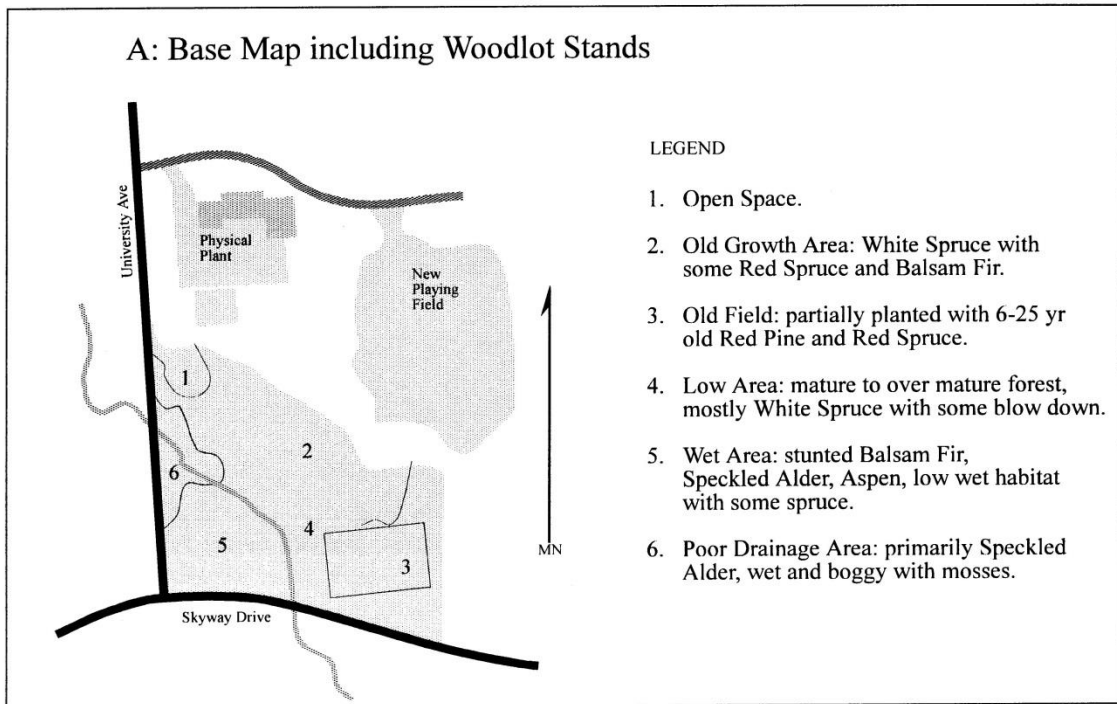 A: Base Map including Woodlot Stands
University Ave
Physical
Plant
New
Playing
Field
1
2
6
4
5
3
MN
Skyway Drive
LEGEND
1. Open Space.
2. Old Growth Area: White Spruce with
some Red Spruce and Balsam Fir.
3. Old Field: partially planted with 6-25 yr
old Red Pine and Red Spruce.
4. Low Area: mature to over mature forest,
mostly White Spruce with some blow down.
5. Wet Area: stunted Balsam Fir,
Speckled Alder, Aspen, low wet habitat
with some spruce.
6. Poor Drainage Area: primarily Speckled
Alder, wet and boggy with mosses.